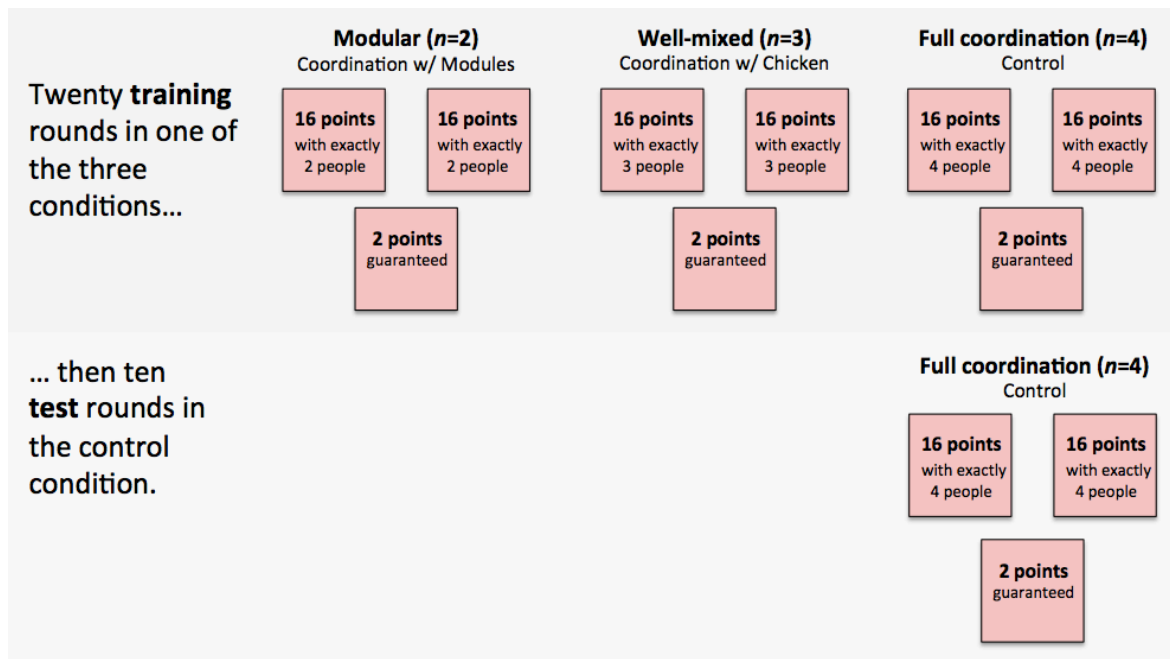 Twenty training
rounds in one of
the three
conditions…
Modular (n=2)
Coordination w/ Modules
16 points
with exactly
2 people
16 points
with exactly
2 people
2 points
guaranteed
Well-mixed (n=3)
Coordination w/ Chicken
16 points
with exactly
3 people
16 points
with exactly
3 people
2 points
guaranteed
Full coordination (n=4)
Control
16 points
with exactly
4 people
16 points
with exactly
4 people
2 points
guaranteed
… then ten
test rounds in
the control
condition.
Full coordination (n=4)
Control
16 points
with exactly
4 people
16 points
with exactly
4 people
2 points
guaranteed